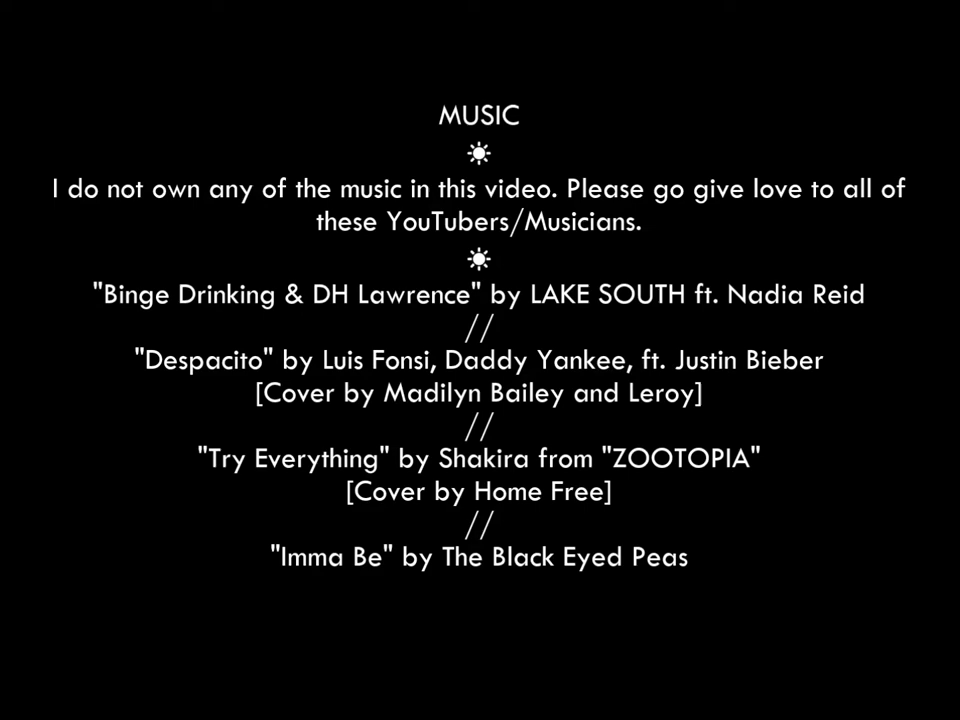 MUSIC
☀
I do not own any of the music in this video. Please go give love to all of
these YouTubers/Musicians.
☀
"Binge Drinking & DH Lawrence" by LAKE SOUTH ft. Nadia Reid
//
"Despacito" by Luis Fonsi, Daddy Yankee, ft. Justin Bieber
[Cover by Madilyn Bailey and Leroy]
//
"Try Everything" by Shakira from "ZOOTOPIA"
[Cover by Home Free]
//
"Imma Be" by The Black Eyed Peas